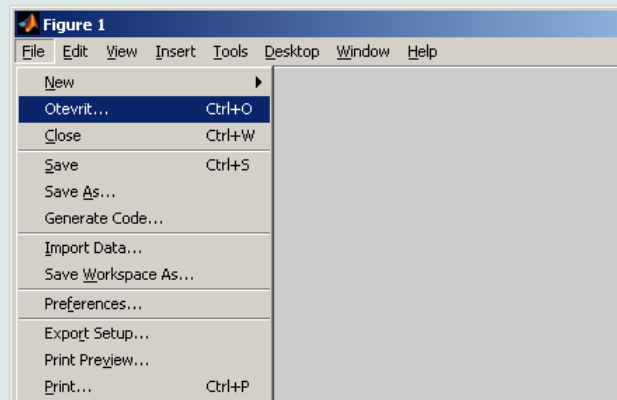 Figure 1
File Edit View Insert Tools Desktop Window Help
New
Otevrit... Ctrl+O
Close Ctrl+W
Save Ctrl+S
Save As...
Generate Code...
Import Data...
Save Workspace As...
Preferences...
Export Setup...
Print Preview...
Print... Ctrl+P